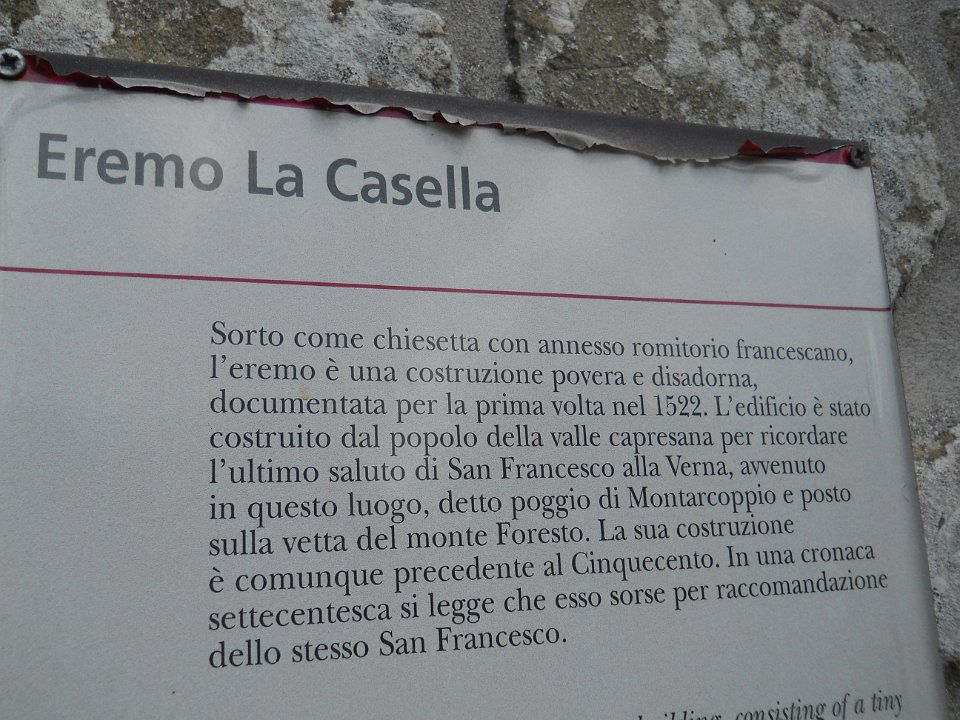 Eremo La Casella
Sorto come chiesetta con annesso romitorio francescano,
l'eremo è una costruzione povera e disadorna,
documentata per la prima volta nel 1522. L'edificio è stato
costruito dal popolo della valle capresana per ricordare
l'ultimo saluto di San Francesco alla Verna, avvenuto
in questo luogo, detto poggio di Montarcoppio e posto
sulla vetta del monte Foresto. La sua costruzione
è comunque precedente al Cinquecento. In una cronaca
settecentesca si legge che esso sorse per raccomandazione
dello stesso San Francesco.
building, consisting of a tiny